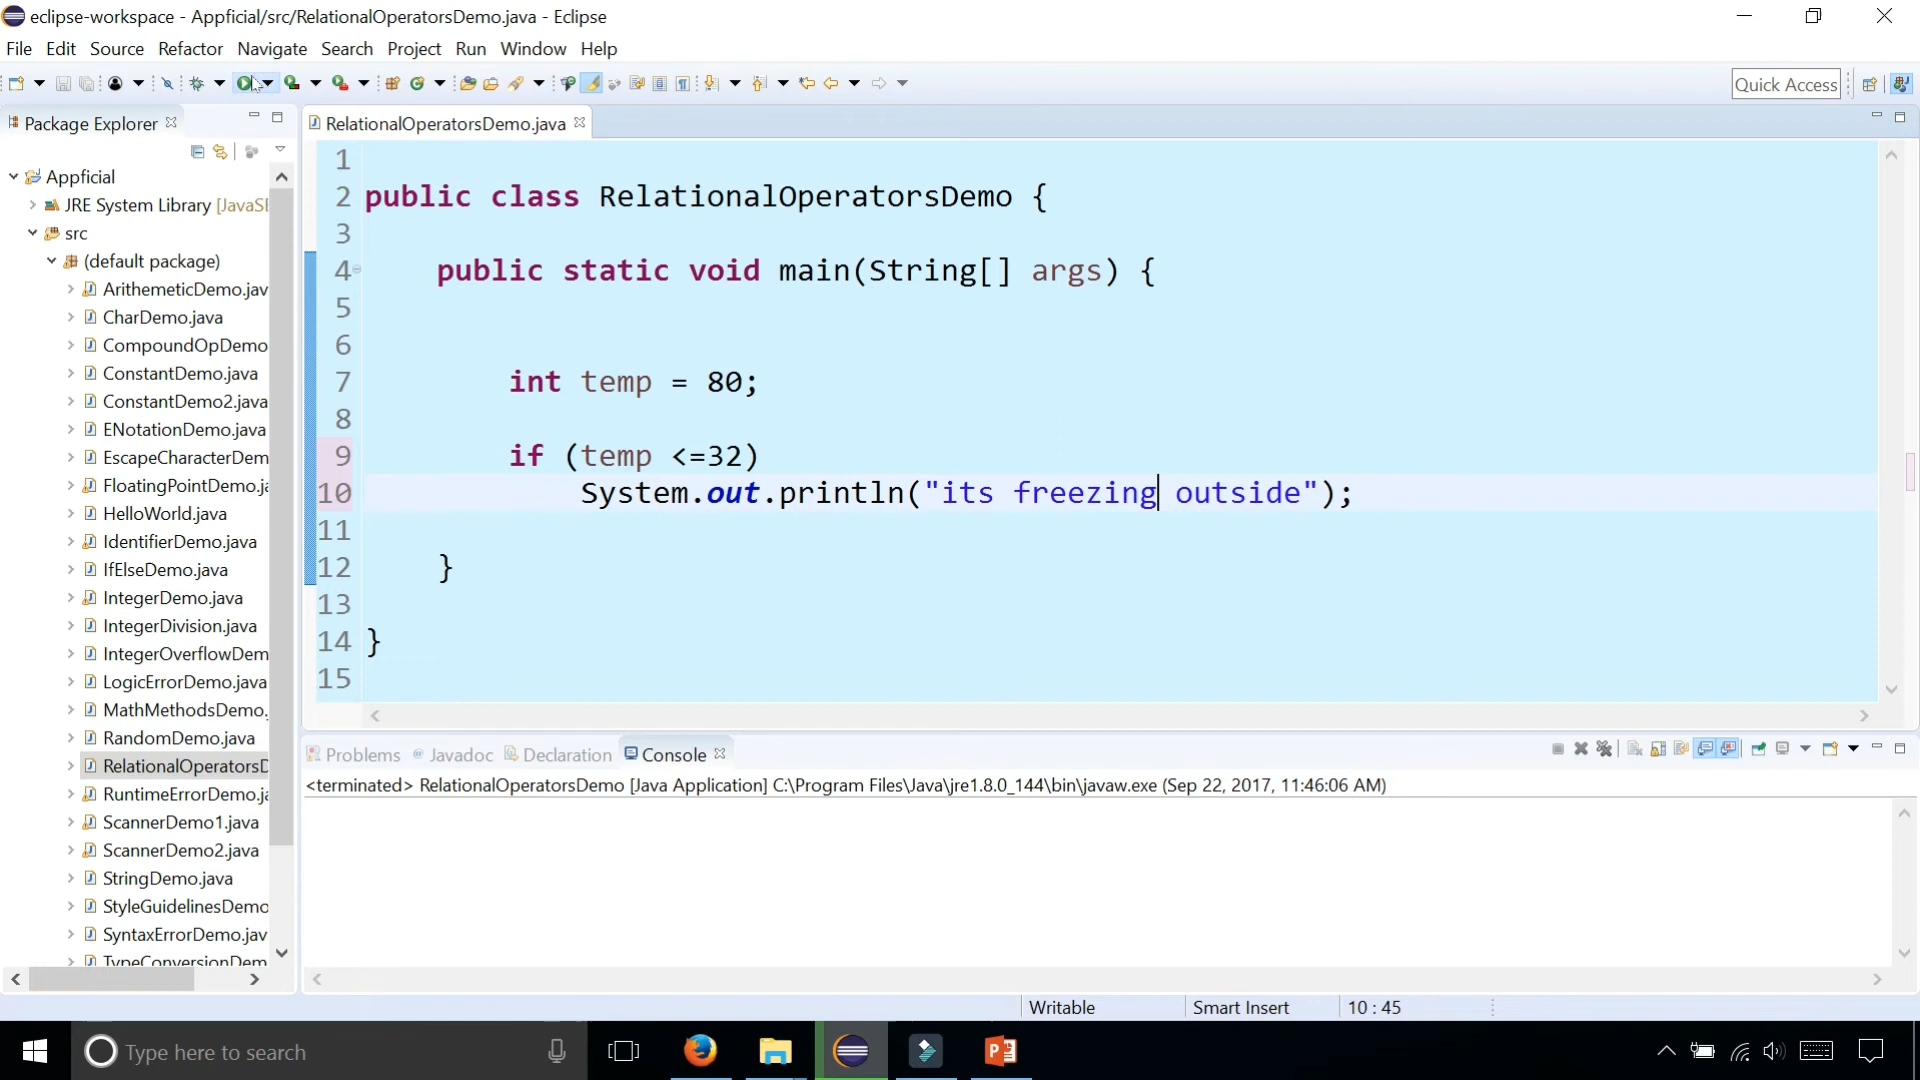 eclipse-workspace - Appficial/src/RelationalOperatorsDemo.java - Eclipse
File Edit Source Refactor Navigate Search Project Run Window Help
Quick Access
Package Explorer
RelationalOperatorsDemo.java
Appficial
JRE System Library [JavaSE
src
(default package)
ArithemeticDemo.jav
CharDemo.java
CompoundOpDemo
ConstantDemo.java
ConstantDemo2.java
ENotationDemo.java
EscapeCharacterDem
FloatingPointDemo.ja
HelloWorld.java
IdentifierDemo.java
IfElseDemo.java
IntegerDemo.java
IntegerDivision.java
IntegerOverflowDem
LogicErrorDemo.java
MathMethodsDemo.
RandomDemo.java
RelationalOperatorsD
RuntimeErrorDemo.ja
ScannerDemo1.java
ScannerDemo2.java
StringDemo.java
StyleGuidelinesDemo
SyntaxErrorDemo.jav
TypeConversionDem
1
2 public class RelationalOperatorsDemo {
3
4 public static void main(String[] args) {
5
6
7 int temp = 80;
8
9 if (temp <=32)
10 System.out.println("its freezing outside");
11
12 }
13
14 }
15
Problems Javadoc Declaration Console
<terminated> RelationalOperatorsDemo [Java Application] C:\Program Files\Java\jre1.8.0_144\bin\javaw.exe (Sep 22, 2017, 11:46:06 AM)
Writable Smart Insert 10 : 45
Type here to search